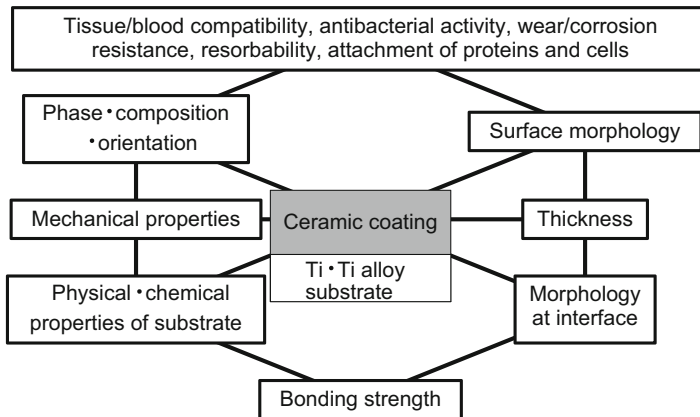 Tissue/blood compatibility, antibacterial activity, wear/corrosion
resistance, resorbability, attachment of proteins and cells
Phase・composition
・orientation
Surface morphology
Mechanical properties
Ceramic coating
Thickness
Ti・Ti alloy
substrate
Physical・chemical
properties of substrate
Morphology
at interface
Bonding strength